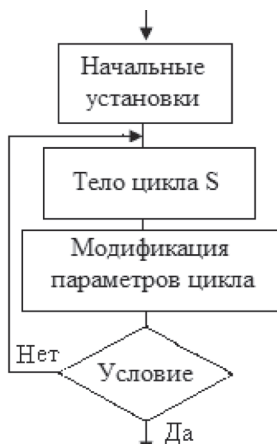 Начальные
установки
Тело цикла S
Модификация
параметров цикла
Нет
Условие
Да